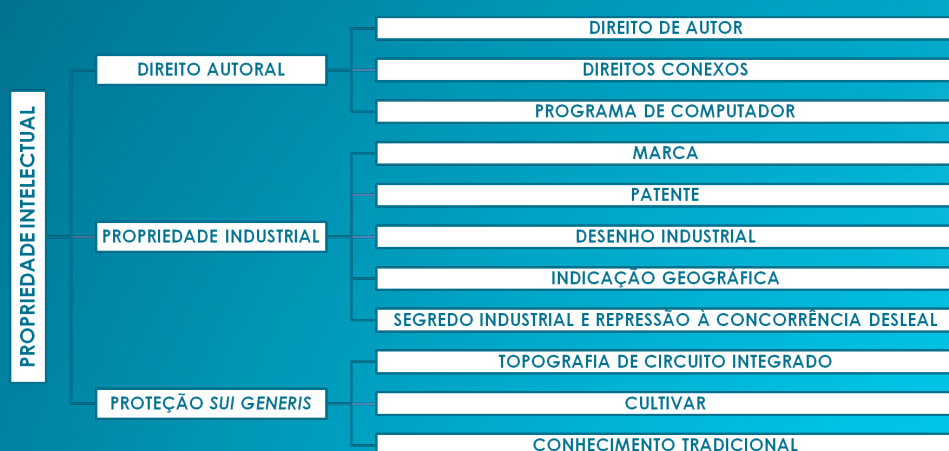 PROPRIEDADE INTELECTUAL
DIREITO AUTORAL
DIREITO DE AUTOR
DIREITOS CONEXOS
PROGRAMA DE COMPUTADOR
PROPRIEDADE INDUSTRIAL
MARCA
PATENTE
DESENHO INDUSTRIAL
INDICAÇÃO GEOGRÁFICA
SEGREDO INDUSTRIAL E REPRESSÃO À CONCORRÊNCIA DESLEAL
PROTEÇÃO SUI GENERIS
TOPOGRAFIA DE CIRCUITO INTEGRADO
CULTIVAR
CONHECIMENTO TRADICIONAL